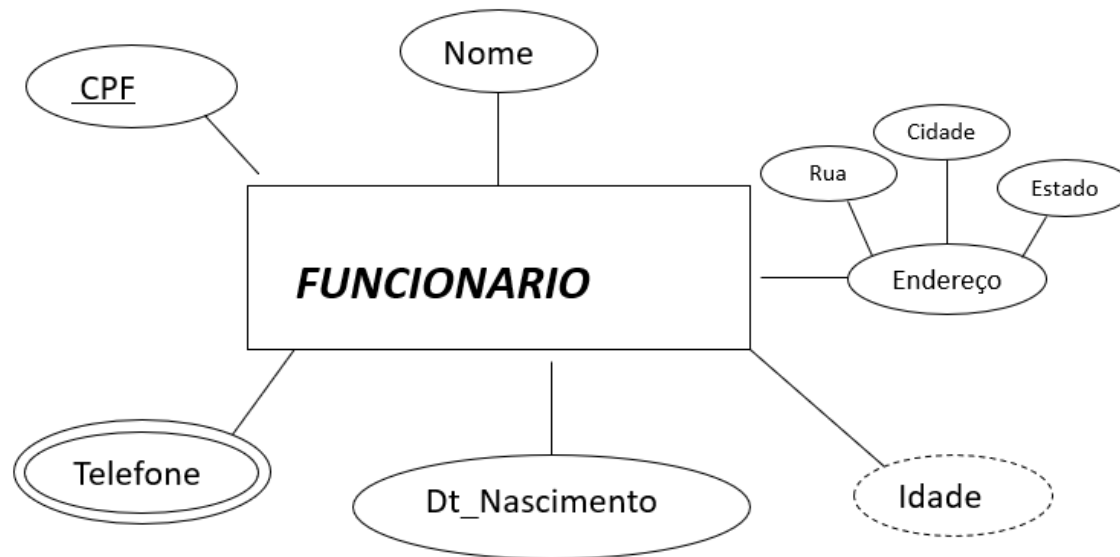 Nome
CPF
Cidade
Rua
Estado
FUNCIONARIO
Endereço
Telefone
Dt_Nascimento
Idade